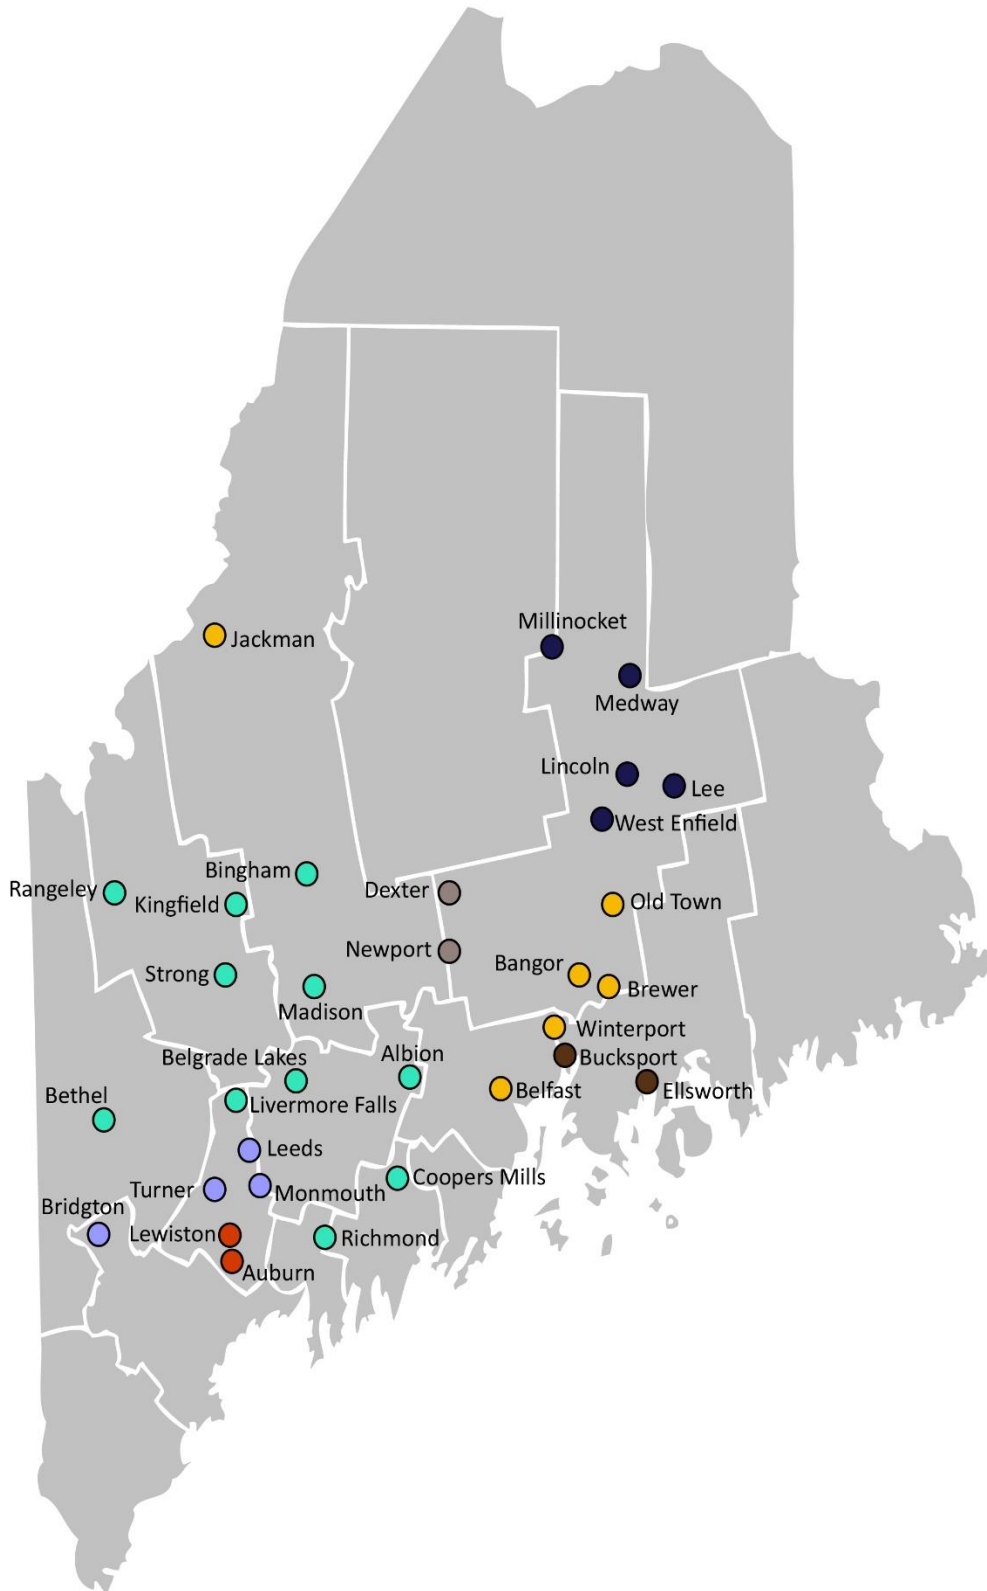 Millinocket
Jackman
Medway
Lincoln
Lee
West Enfield
Bingham
Rangeley
Dexter
Kingfield
Old Town
Newport
Bangor
Strong
Brewer
Madison
Winterport
Belgrade Lakes
Albion
Bucksport
Bethel
Livermore Falls
Belfast
Ellsworth
Leeds
Coopers Mills
Turner
Monmouth
Bridgton
Lewiston
Richmond
Auburn